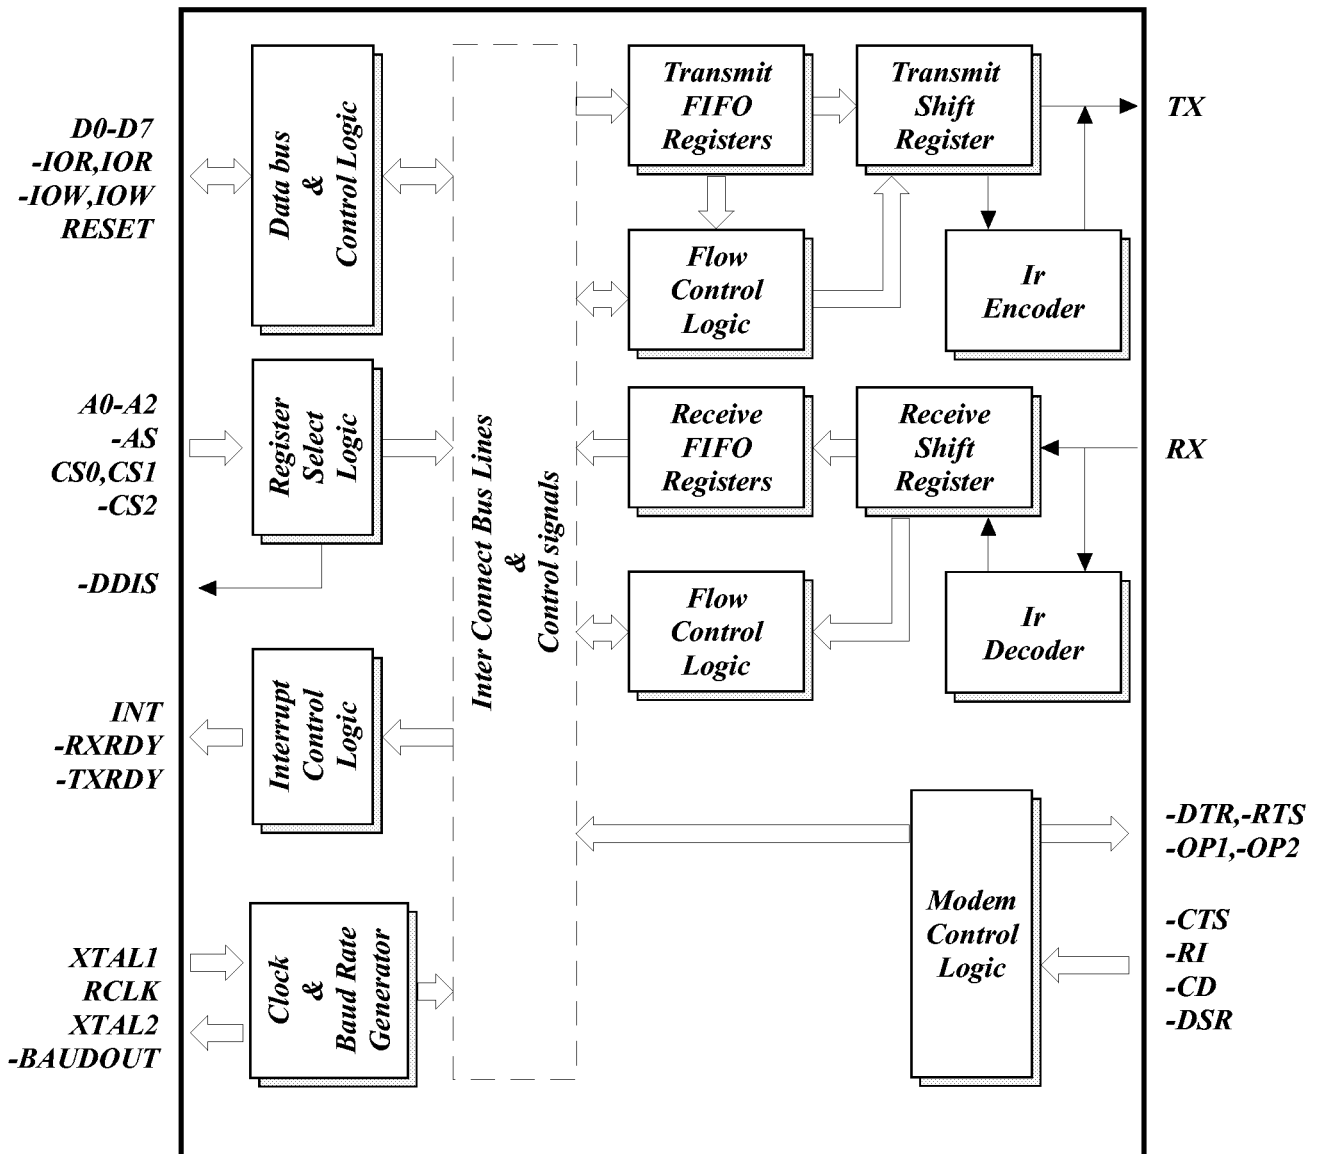 D0-D7
-IOR,IOR
-IOW,IOW
RESET
Data bus
&
Control Logic
A0-A2
-AS
CS0,CS1
-CS2
Register
Select
Logic
-DDIS
INT
-RXRDY
-TXRDY
Interrupt
Control
Logic
XTAL1
RCLK
XTAL2
-BAUDOUT
Clock
&
Baud Rate
Generator
Inter Connect Bus Lines
&
Control signals
Transmit
FIFO
Registers
Transmit
Shift
Register
TX
Flow
Control
Logic
Ir
Encoder
Receive
FIFO
Registers
Receive
Shift
Register
RX
Flow
Control
Logic
Ir
Decoder
Modem
Control
Logic
-DTR,-RTS
-OP1,-OP2
-CTS
-RI
-CD
-DSR